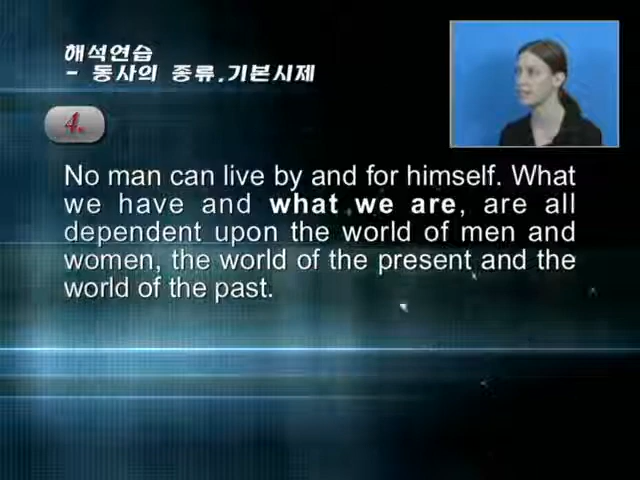 해석연습
- 동사의 종류,기본시제
4.
No man can live by and for himself. What
we have and what we are, are all
dependent upon the world of men and
women, the world of the present and the
world of the past.